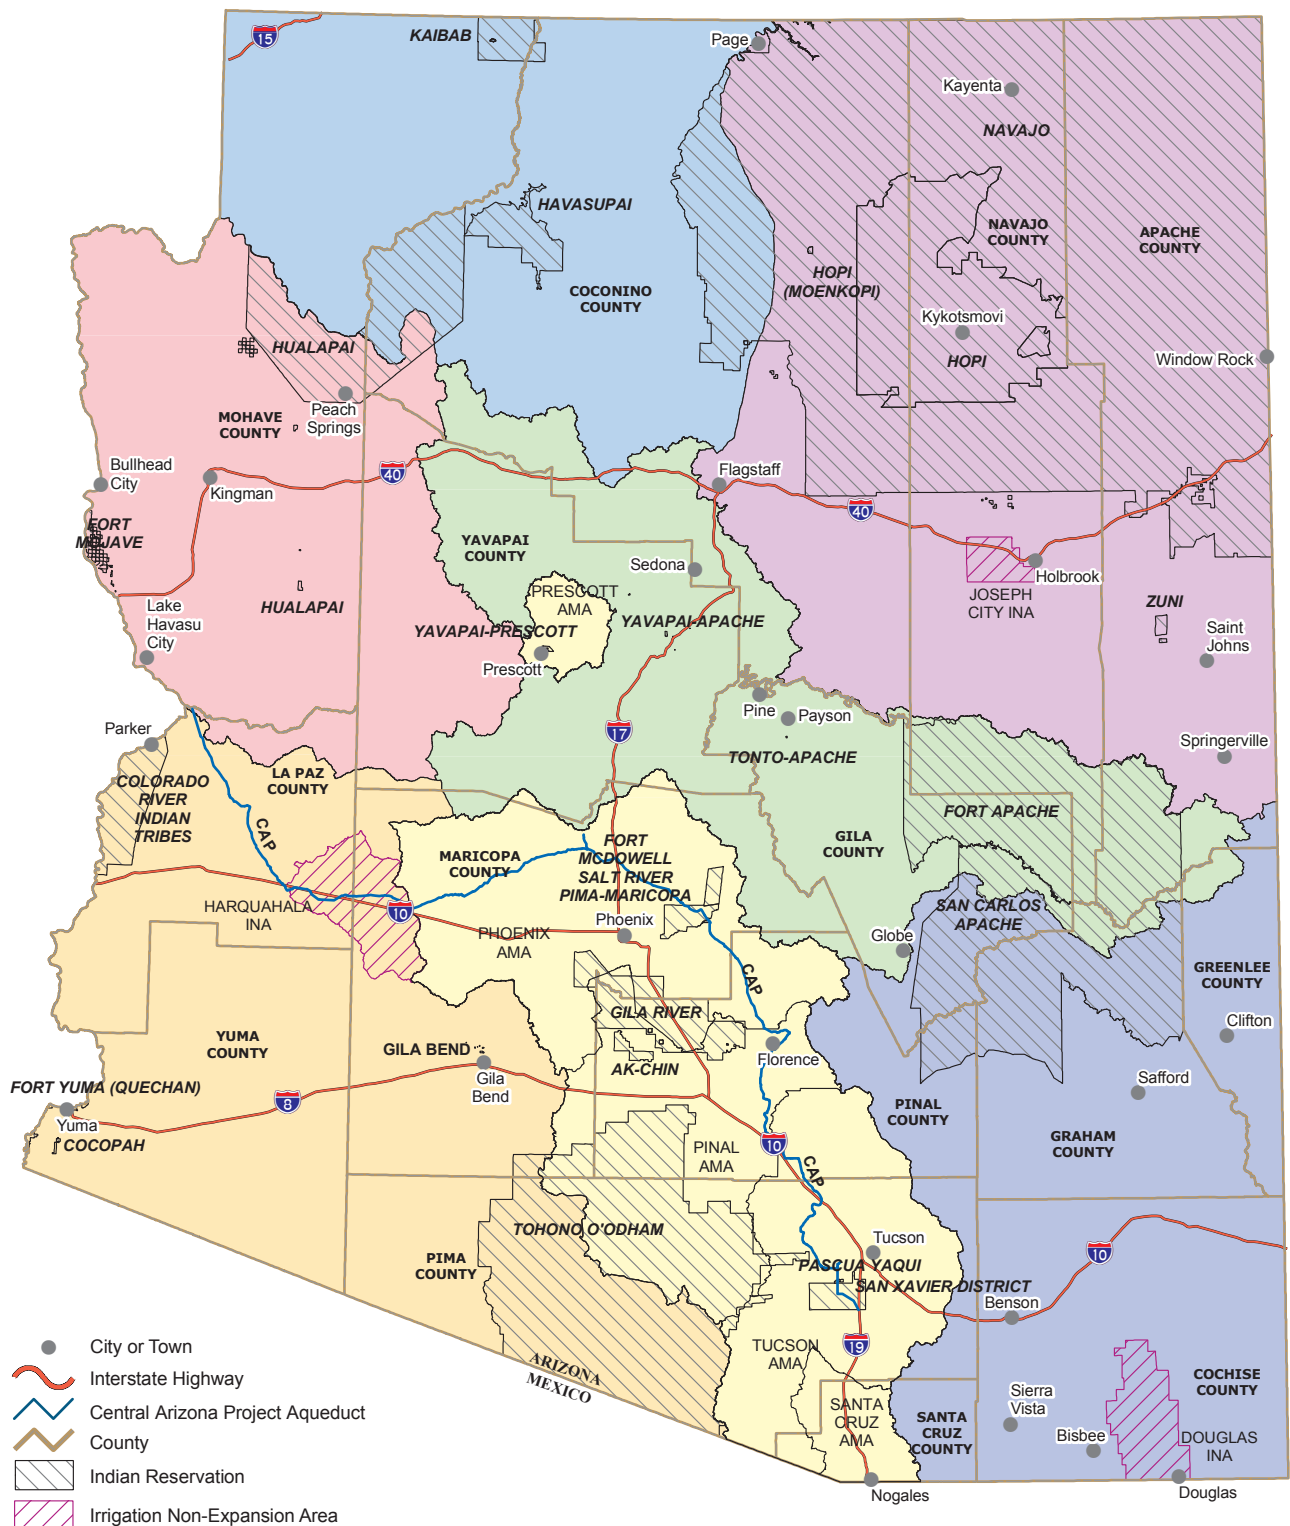 15
KAIBAB
Page
Kayenta
NAVAJO
HAVASUPAI
NAVAJO
COUNTY
APACHE
COUNTY
COCONINO
COUNTY
HOPI
(MOENKOPI)
Kykotsmovi
HOPI
Window Rock
HUALAPAI
Peach
Springs
MOHAVE
COUNTY
Bullhead
City
Kingman
40
Flagstaff
40
FORT
MOJAVE
YAVAPAI
COUNTY
Sedona
Holbrook
JOSEPH
CITY INA
ZUNI
Saint
Johns
Lake
Havasu
City
HUALAPAI
PRESCOTT
AMA
YAVAPAI-PRESCOTT
YAVAPAI-APACHE
Prescott
Pine
Payson
17
Parker
TONTO-APACHE
Springerville
COLORADO
RIVER
INDIAN
TRIBES
LA PAZ
COUNTY
CAP
FORT APACHE
GILA
COUNTY
MARICOPA
COUNTY
FORT
MCDOWELL
SALT RIVER
PIMA-MARICOPA
HARQUAHALA
INA
10
PHOENIX
AMA
Phoenix
SAN CARLOS
APACHE
Globe
CAP
GREENLEE
COUNTY
GILA RIVER
Clifton
YUMA
COUNTY
GILA BEND
Gila
Bend
AK-CHIN
Florence
FORT YUMA (QUECHAN)
Yuma
COCOPAH
8
Safford
PINAL
COUNTY
GRAHAM
COUNTY
10
PINAL
AMA
CAP
TOHONO O'ODHAM
PIMA
COUNTY
Tucson
PASCUA YAQUI
SAN XAVIER DISTRICT
10
Benson
TUCSON
AMA
19
ARIZONA
MEXICO
SANTA
CRUZ
AMA
SANTA
CRUZ
COUNTY
Sierra
Vista
Bisbee
COCHISE
COUNTY
DOUGLAS
INA
Nogales
Douglas
City or Town
Interstate Highway
Central Arizona Project Aqueduct
County
Indian Reservation
Irrigation Non-Expansion Area